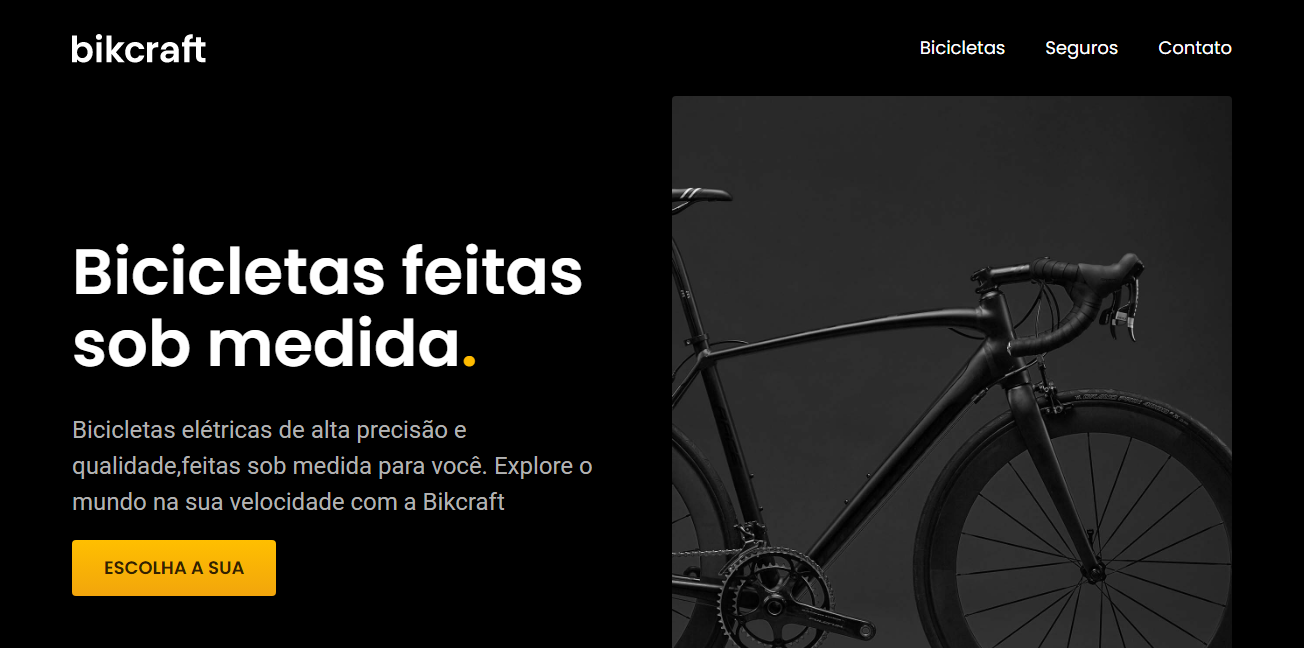 bikcraft
Bicicletas
Seguros
Contato
Bicicletas feitas
sob medida.
Bicicletas elétricas de alta precisão e
qualidade,feitas sob medida para você. Explore o
mundo na sua velocidade com a Bikcraft
ESCOLHA A SUA